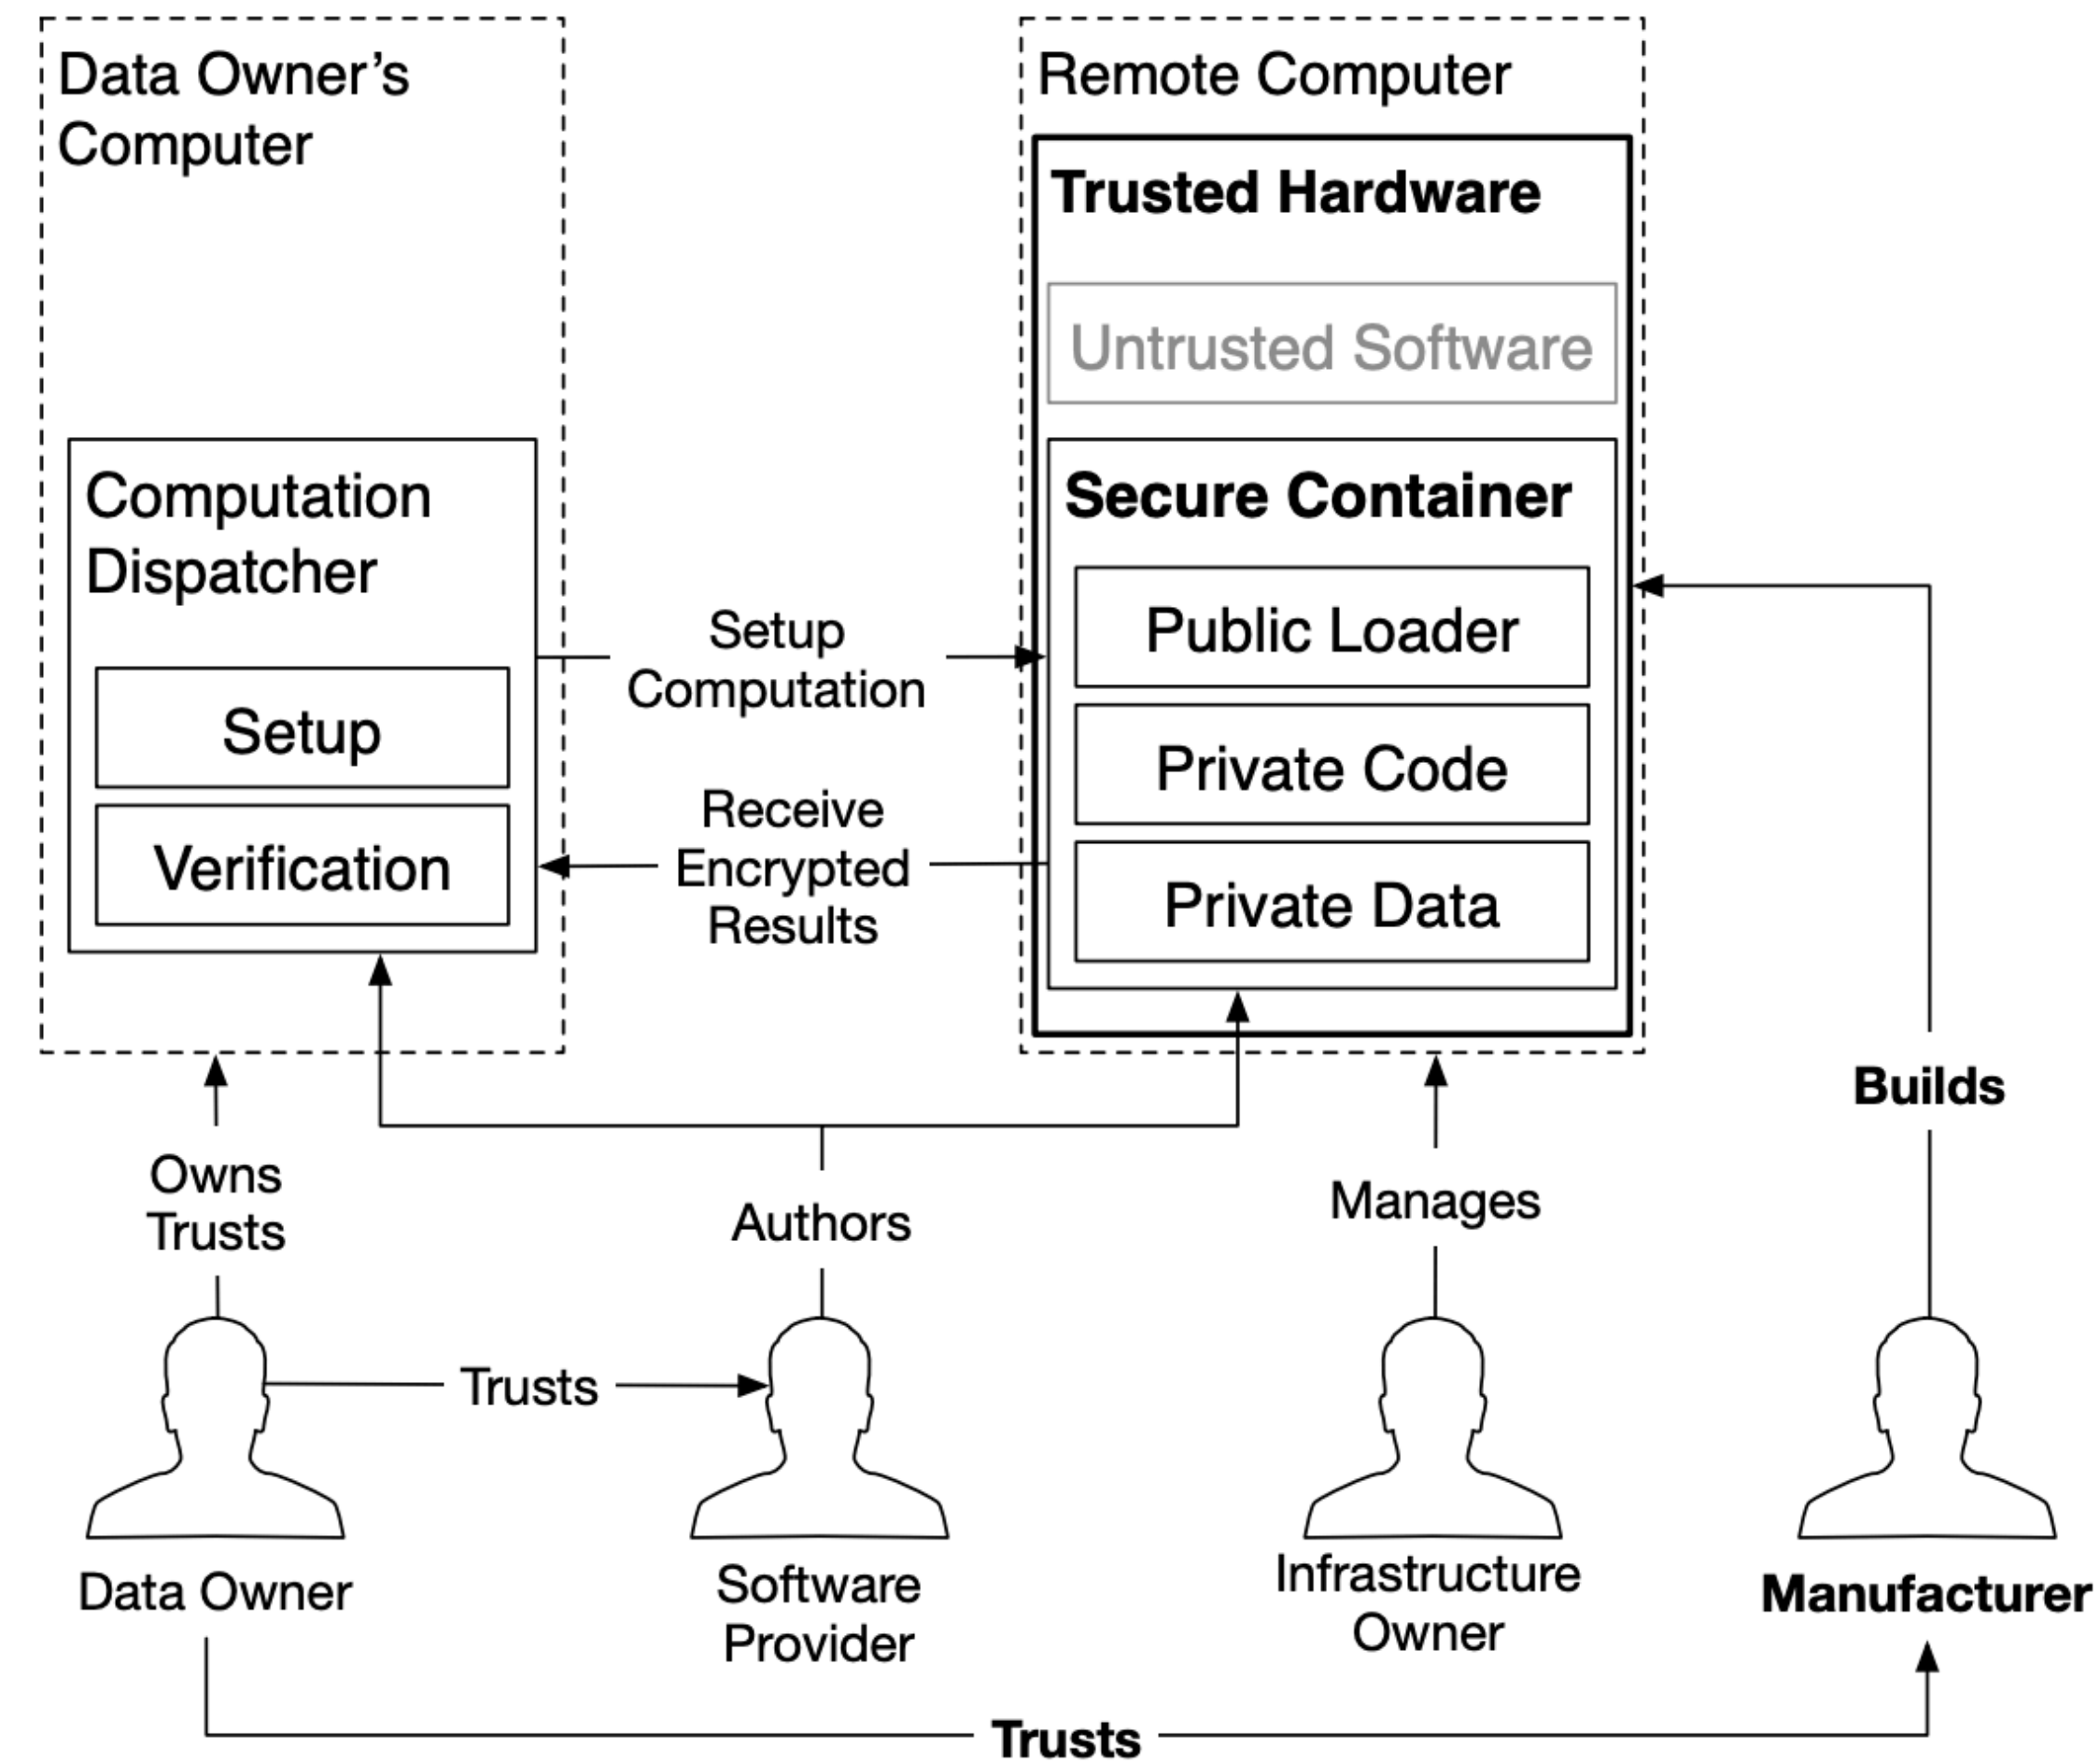 Data Owner's
Computer
Computation
Dispatcher
Setup
Verification
Setup
Computation
Receive
Encrypted
Results
Remote Computer
Trusted Hardware
Untrusted Software
Secure Container
Public Loader
Private Code
Private Data
Owns
Trusts
Authors
Manages
Builds
Trusts
Data Owner
Software
Provider
Infrastructure
Owner
Manufacturer
Trusts